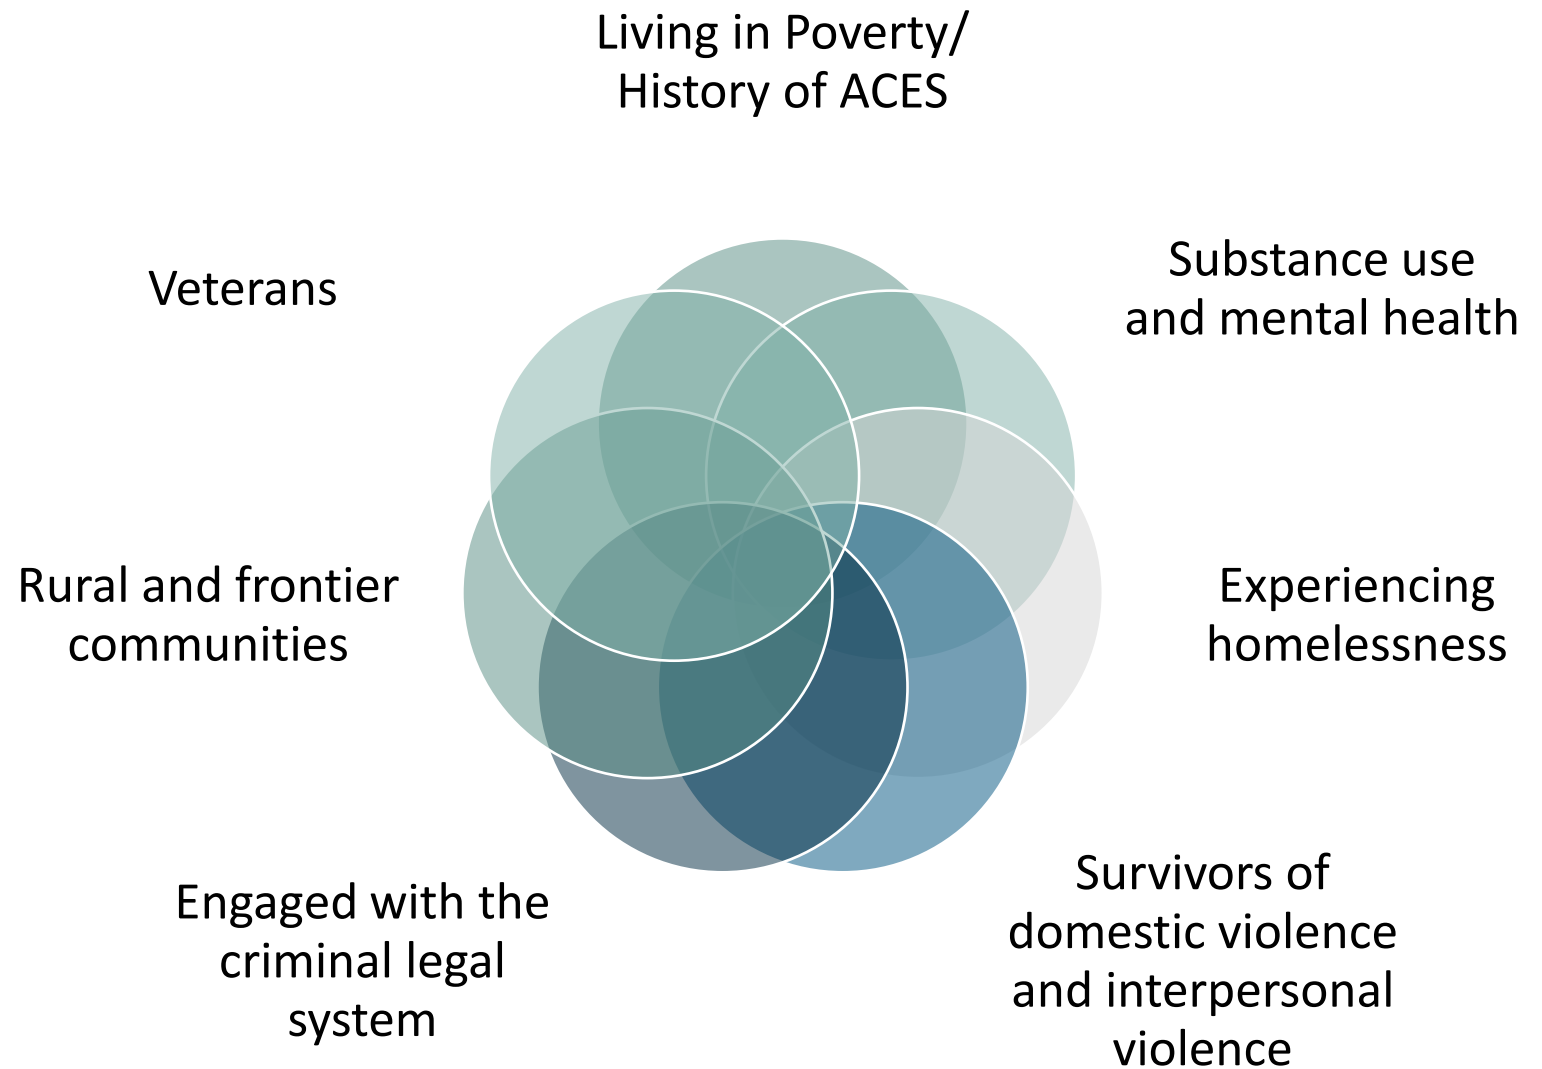 Living in Poverty/
History of ACES
Substance use
and mental health
Veterans
Experiencing
homelessness
Rural and frontier
communities
Survivors of
domestic violence
and interpersonal
violence
Engaged with the
criminal legal
system